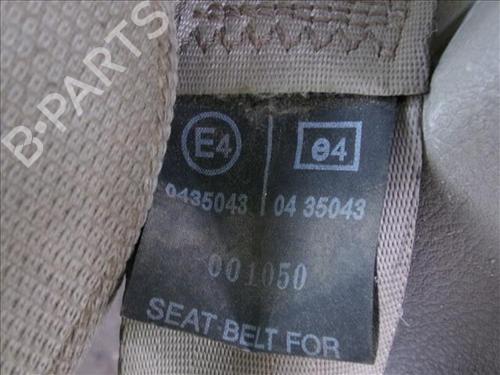 B-PARTS
E4 e4
0435043 04 35043
001050
SEAT-BELT FOR